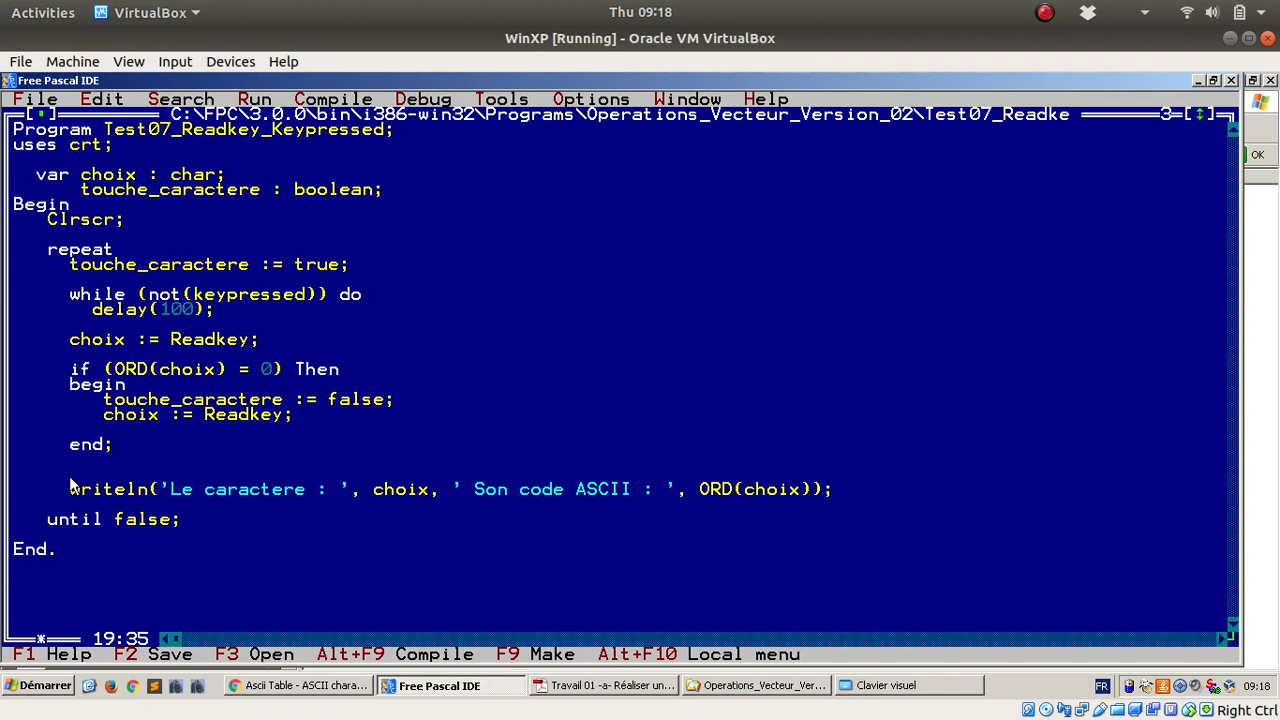 Activities VirtualBox Thu 09:18
WinXP [Running] - Oracle VM VirtualBox
File Machine View Input Devices Help
Free Pascal IDE
File Edit Search Run Compile Debug Tools Options Window Help
C:\FPC\3.0.0\bin\i386-win32\Programs\Operations_Vecteur_Version_02\Test07_Readke 3
Program Test07_Readkey_Keypressed;
uses crt;
var choix : char;
touche_caractere : boolean;
Begin
Clrscr;
repeat
touche_caractere := true;
while (not(keypressed)) do
delay(100);
choix := Readkey;
if (ORD(choix) = 0) Then
begin
touche_caractere := false;
choix := Readkey;
end;
writeln('Le caractere : ', choix, ' Son code ASCII : ', ORD(choix));
until false;
End.
19:35
F1 Help F2 Save F3 Open Alt+F9 Compile F9 Make Alt+F10 Local menu
OK
Démarrer Ascii Table - ASCII chara... Free Pascal IDE Travail 01 -a- Réaliser un... Operations_Vecteur_Ver... Clavier visuel FR 09:18
Right Ctrl